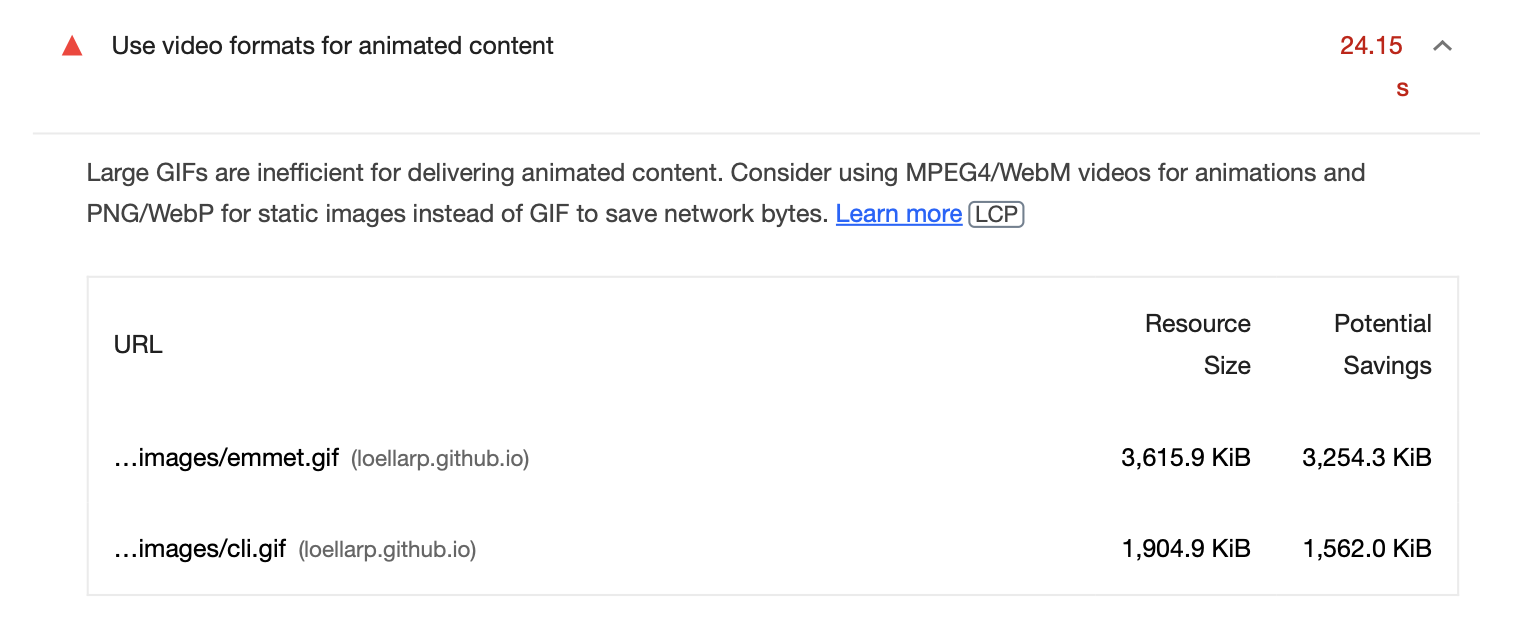 Use video formats for animated content
24.15
s
Large GIFs are inefficient for delivering animated content. Consider using MPEG4/WebM videos for animations and
PNG/WebP for static images instead of GIF to save network bytes. Learn more LCP
URL
Resource
Size
Potential
Savings
…images/emmet.gif (loellarp.github.io) 3,615.9 KiB 3,254.3 KiB
…images/cli.gif (loellarp.github.io) 1,904.9 KiB 1,562.0 KiB